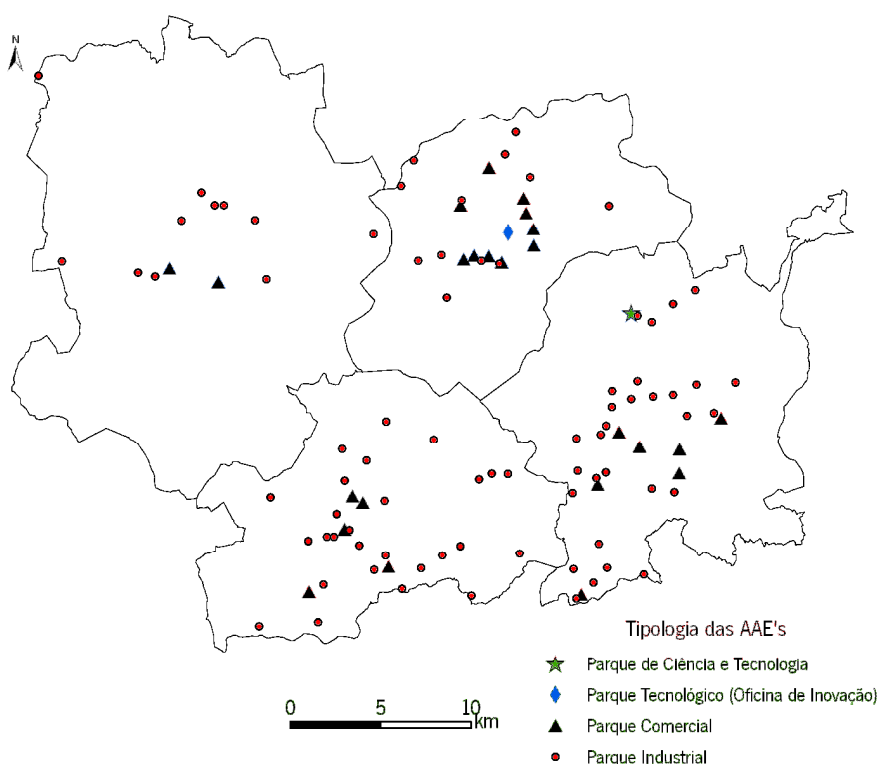 N
Tipologia das AAE's
Parque de Ciência e Tecnologia
Parque Tecnológico (Oficina de Inovação)
Parque Comercial
Parque Industrial
0 5 10
km